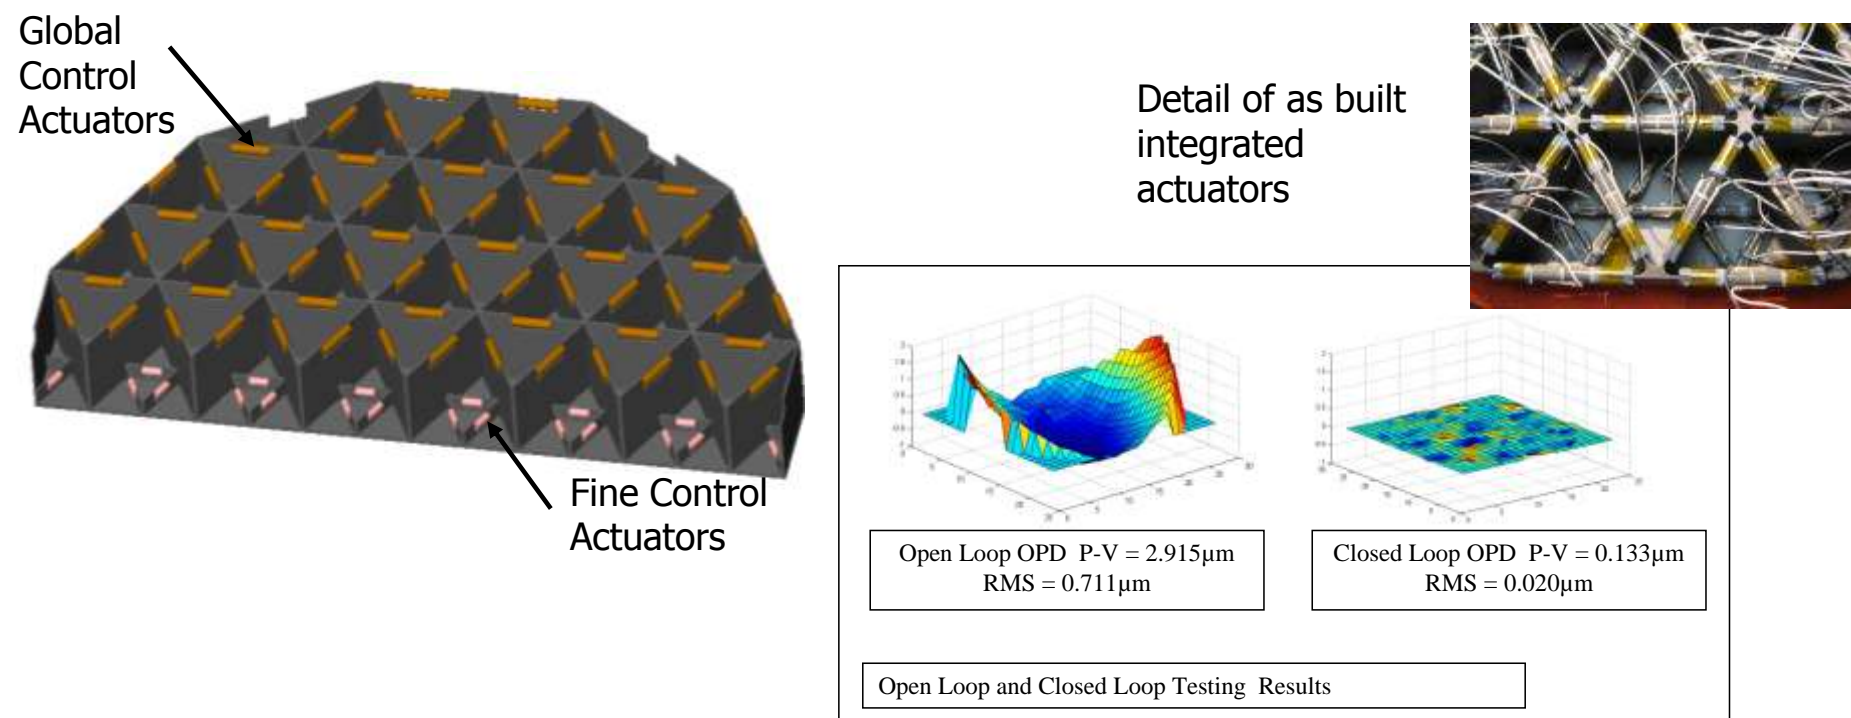 Global
Control
Actuators
Detail of as built
integrated
actuators
Fine Control
Actuators
Open Loop OPD P-V = 2.915µm
RMS = 0.711µm
Closed Loop OPD P-V = 0.133µm
RMS = 0.020µm
Open Loop and Closed Loop Testing Results